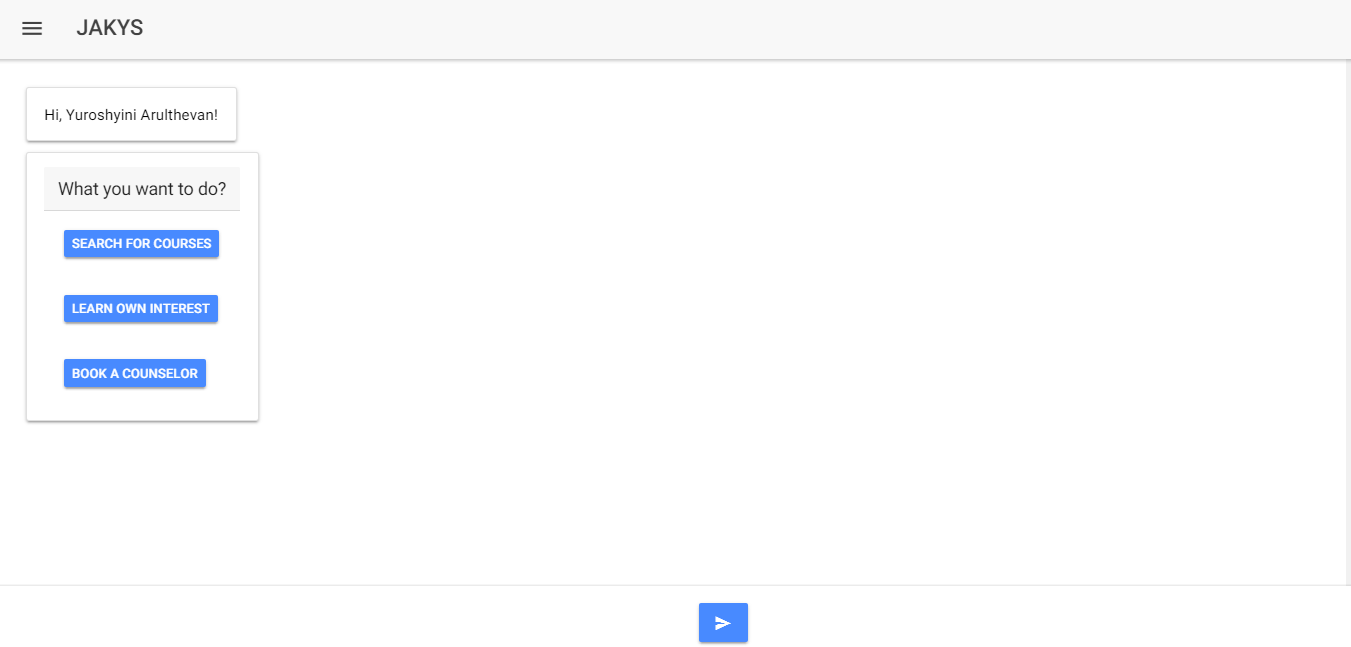 JAKYS
Hi, Yuroshyini Arulthevan!
What you want to do?
SEARCH FOR COURSES
LEARN OWN INTEREST
BOOK A COUNSELOR